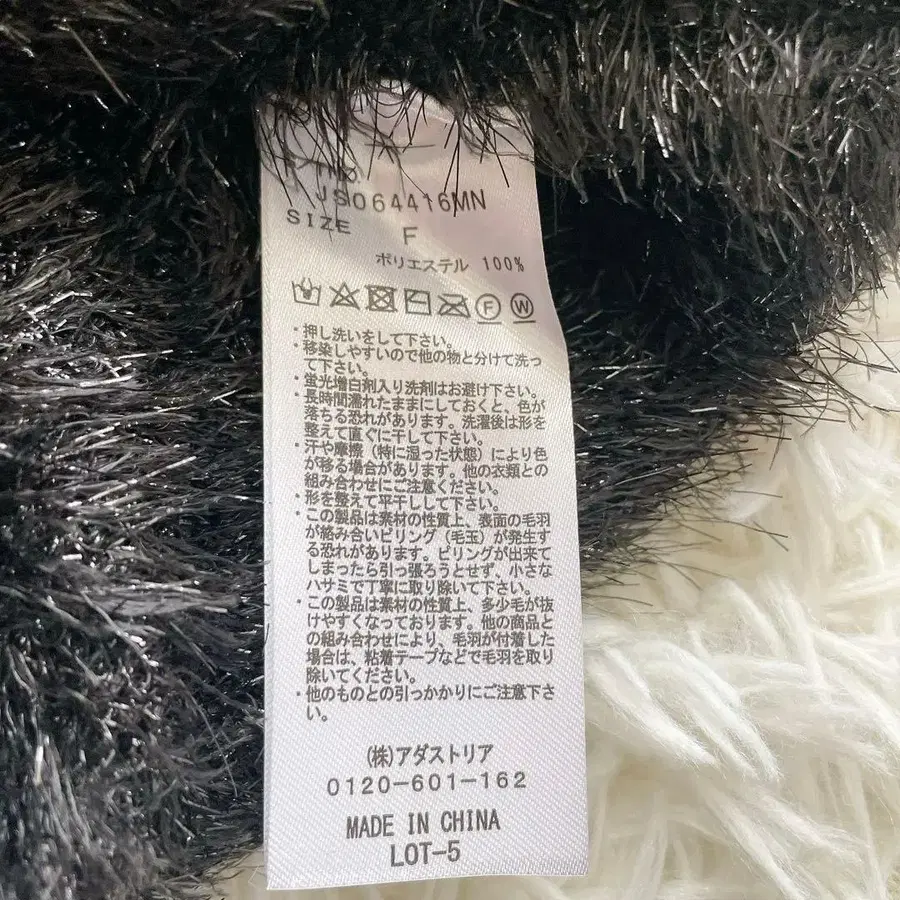 JS064416MN
SIZE F
ポリエステル 100%
F W
・押し洗いをして下さい。
・移染しやすいので他の物と分けて洗っ
て下さい。
・蛍光増白剤入り洗剤はお避け下さい。
・長時間濡れたままにしておくと、色が
落ちる恐れがあります。洗濯後は形を
整えて直ぐに干して下さい。
・汗や摩擦（特に湿った状態）により色
が移る場合があります。他の衣類との
組み合わせにご注意ください。
・形を整えて平干しして下さい。
・この製品は素材の性質上、表面の毛羽
が絡み合いピリング（毛玉）が発生す
る恐れがあります。ピリングが出来て
しまったら引っ張ろうとせず、小さな
ハサミで丁寧に取り除いて下さい。
・この製品は素材の性質上、多少毛が抜
けやすくなっております。他の商品と
の組み合わせにより、毛羽が付着した
場合は、粘着テープなどで毛羽を取り
除いてください。
・他のものとの引っかかりにご注意下さ
い。
(株)アダストリア
0120-601-162
MADE IN CHINA
LOT-5